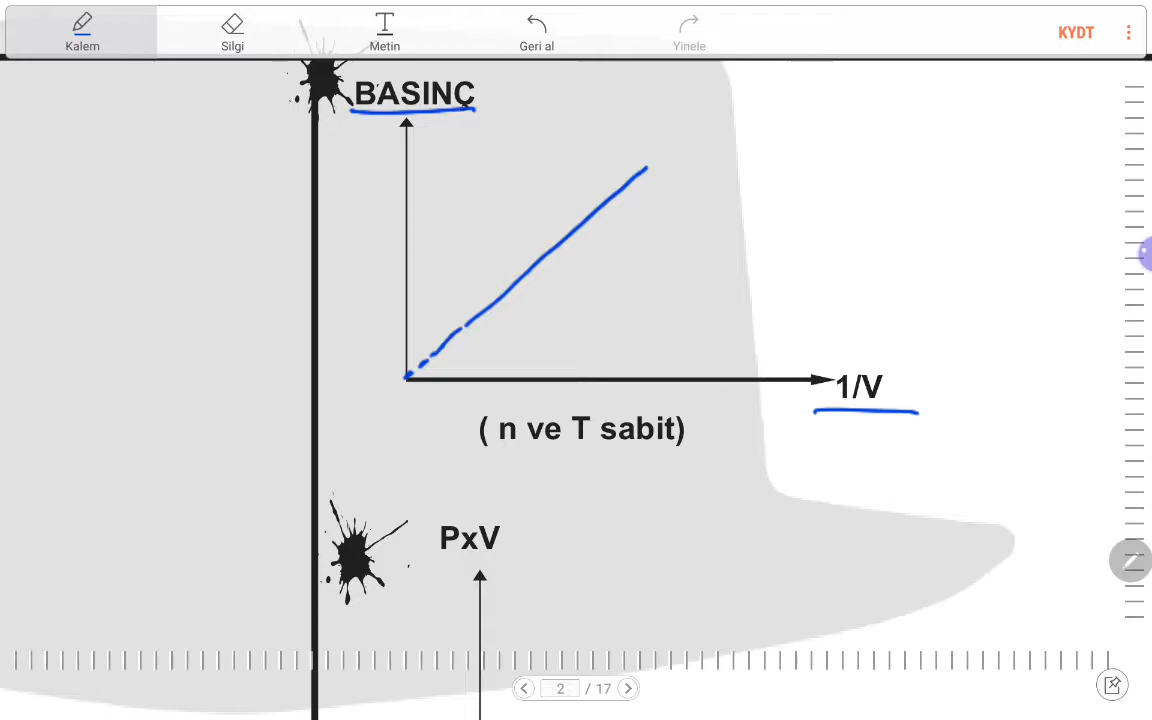 Kalem Silgi Metin Geri al Yinele KYDT
BASINÇ
1/V
( n ve T sabit)
PxV
2 / 17